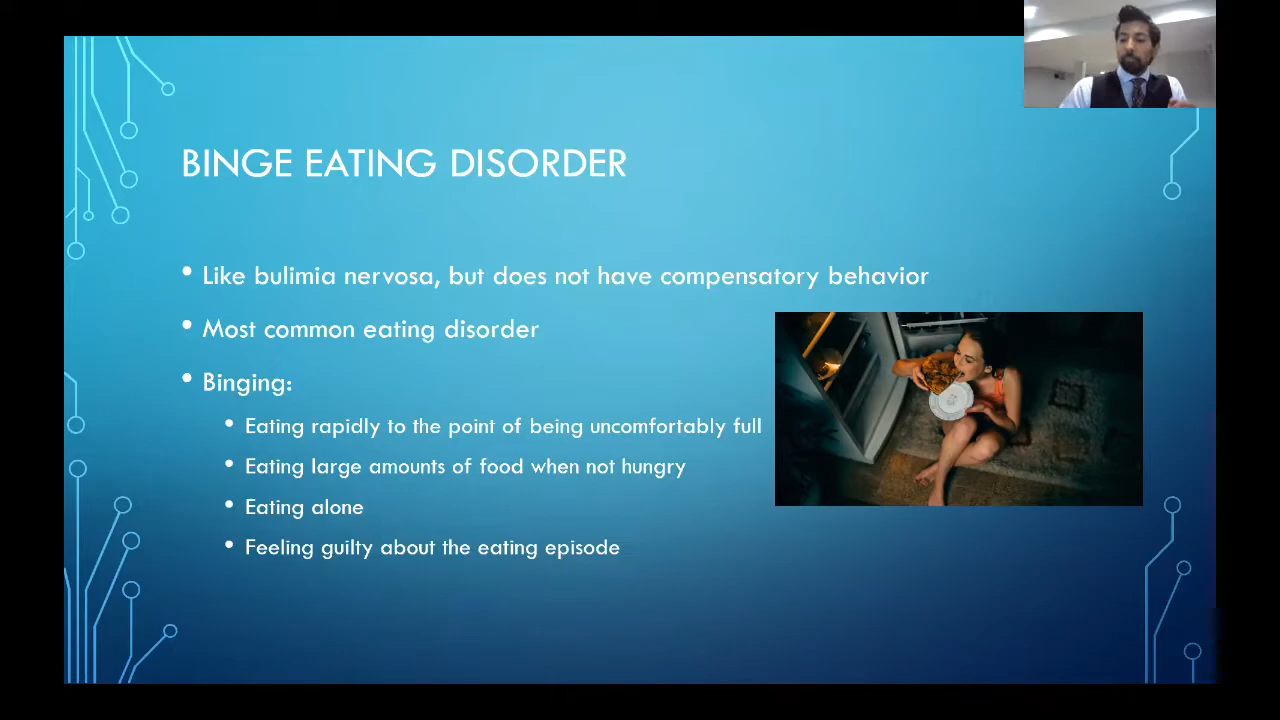 BINGE EATING DISORDER
• Like bulimia nervosa, but does not have compensatory behavior
• Most common eating disorder
• Binging:
• Eating rapidly to the point of being uncomfortably full
• Eating large amounts of food when not hungry
• Eating alone
• Feeling guilty about the eating episode